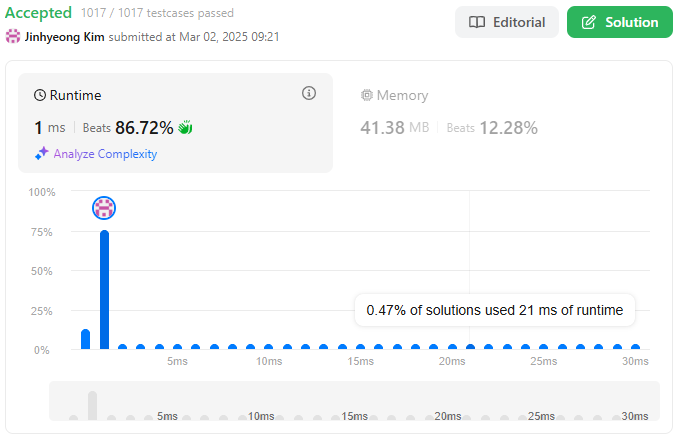 Accepted 1017 / 1017 testcases passed
Editorial
Solution
Jinhyeong Kim submitted at Mar 02, 2025 09:21
Runtime
1 ms Beats 86.72%
Analyze Complexity
Memory
41.38 MB Beats 12.28%
100%
75%
50%
25%
0%
0.47% of solutions used 21 ms of runtime
5ms 10ms 15ms 20ms 25ms 30ms
5ms 10ms 15ms 20ms 25ms 30ms